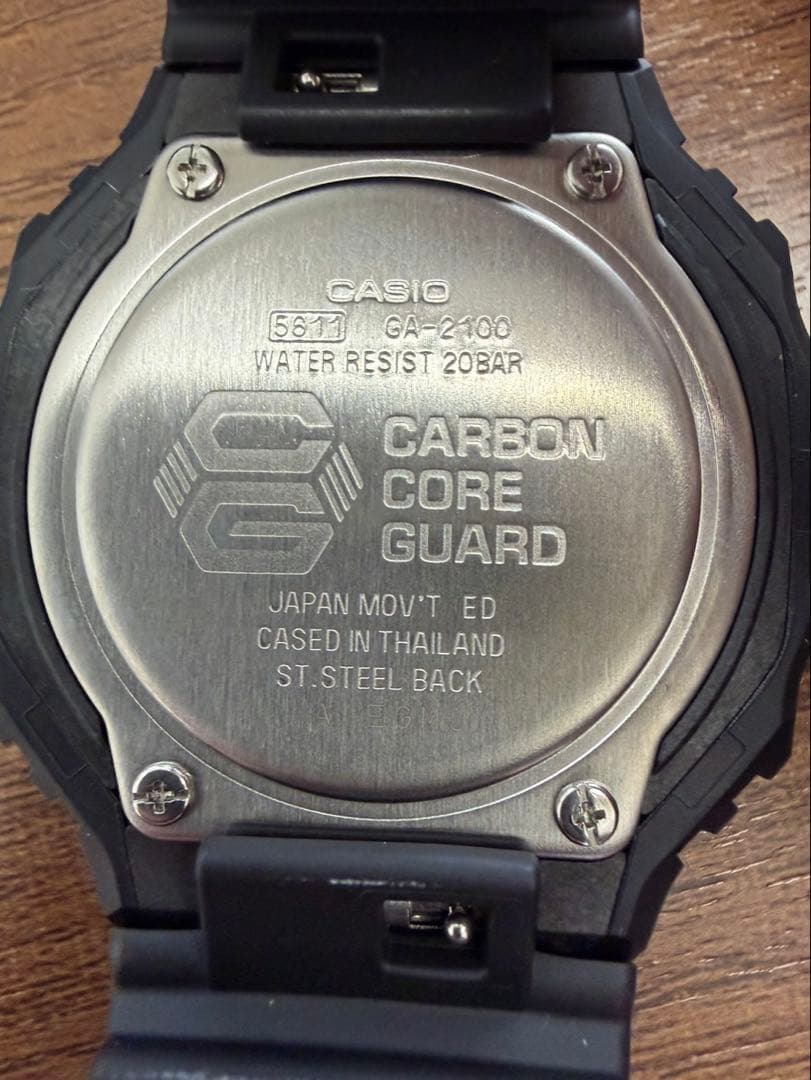 CASIO
5611 GA-2100
WATER RESIST 20BAR
CARBON
CORE
GUARD
JAPAN MOV'T ED
CASED IN THAILAND
ST.STEEL BACK